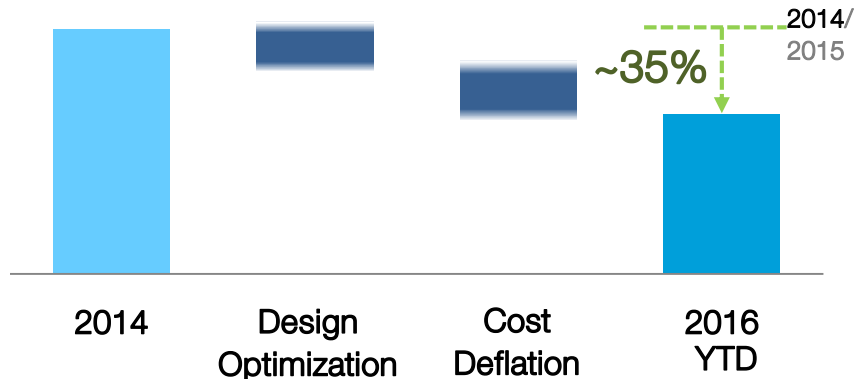 2014/
2015
~35%
2014
Design
Optimization
Cost
Deflation
2016
YTD